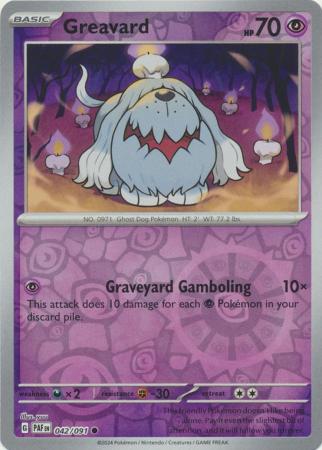 BASIC
Greavard
HP 70
NO. 0971 Ghost Dog Pokémon. HT: 2' WT: 77.2 lbs.
Graveyard Gamboling 10×
This attack does 10 damage for each Pokémon in your
discard pile.
weakness ×2 resistance -30 retreat
Illus.
G PAF EN 042/091
This friendly Pokémon doesn't like being
alone. Pay it even the slightest bit of
attention, and it will follow you forever.
©2024 Pokémon / Nintendo / Creatures / GAME FREAK